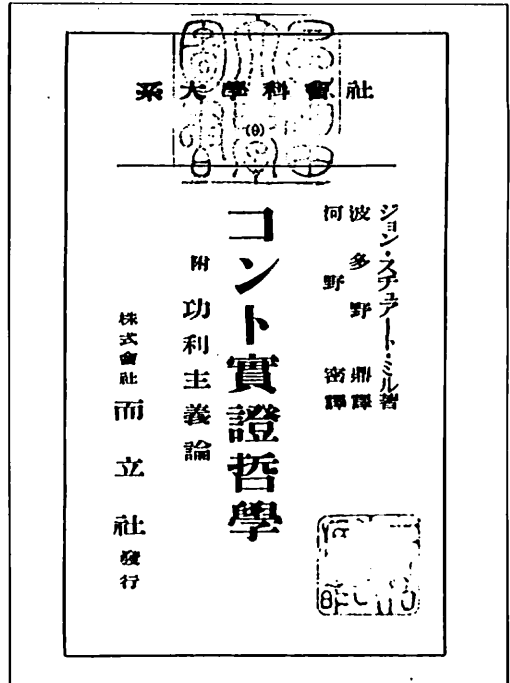 社會科學大系
(9)
ジョン・スチュアート・ミル著
波多野鼎譯
河野密譯
コント實證哲學
附 功利主義論
株式會社 而立社 發行